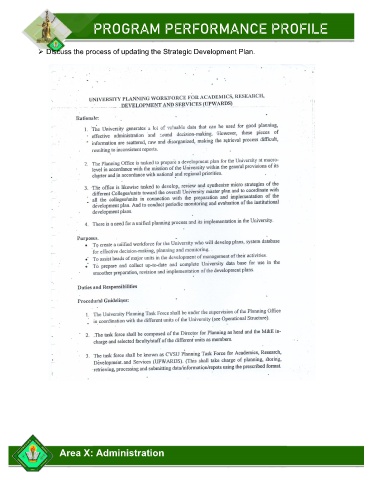 PROGRAM PERFORMANCE PROFILE
➢ Discuss the process of updating the Strategic Development Plan.
UNIVERSITY PLANNING WORKFORCE FOR ACADEMICS, RESEARCH,
DEVELOPMENT AND SERVICES (UPWARDS)
Rationale:
1. The University generates a lot of valuable data that can be used for good planning,
effective administration and sound decision-making. However, these pieces of
information are scattered, raw and disorganised, making the retrieval process difficult,
resulting to inconsistent reports.
2. The Planning Office is tasked to prepare a development plan for the University at macro-
level in accordance with the mission of the University within the general provisions of its
charter and in accordance with national and regional priorities.
3. The office is likewise tasked to develop, review and synthesize micro strategies of the
different Colleges/units toward the overall University master plan and to coordinate with
all the colleges/units in connection with the preparation and implementation of the
development plan. And to conduct periodic monitoring and evaluation of the institutional
development plans.
4. There is a need for a unified planning process and its implementation in the University.
Purposes.
• To create a unified workforce for the University who will develop plans, system database
for effective decision-making, planning and monitoring.
• To assist heads of major units in the development of management of their activities.
• To prepare and collect up-to-date and complete University data base for use in the
smoother preparation, revision and implementation of the development plans.
Duties and Responsibilities
Procedural Guidelines:
1. The University Planning Task Force shall be under the supervision of the Planning Office
in coordination with the different units of the University (see Operational Structure).
2. The task force shall be composed of the Director for Planning as head and the M&E in-
charge and selected faculty/staff of the different units as members.
3. The task force shall be known as CVSU Planning Task Force for Academics, Research,
Development and Services (UPWARDS). (This shall take charge of planning, during,
retrieving, processing and submitting data/information/repots using the prescribed format.
Area X: Administration